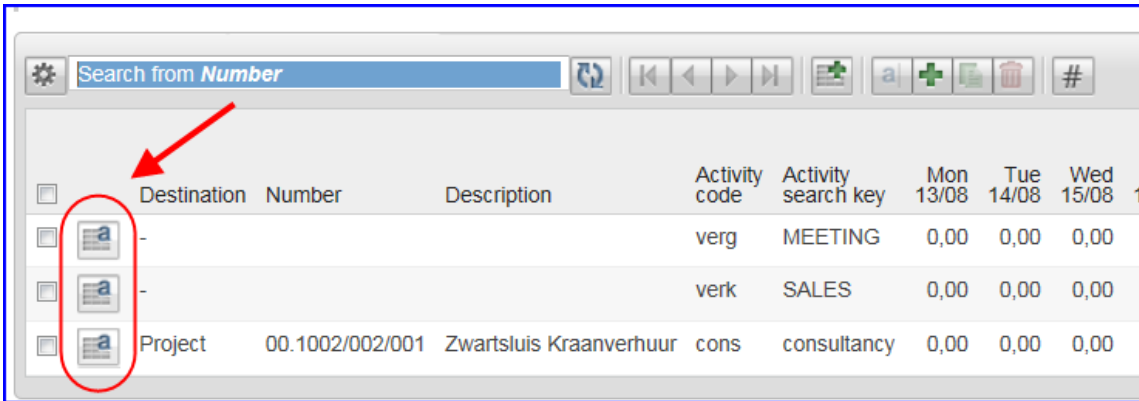 Search from Number
a #
Destination Number Description Activity code Activity search key Mon 13/08 Tue 14/08 Wed 15/08
a - verg MEETING 0,00 0,00 0,00
a - verk SALES 0,00 0,00 0,00
a Project 00.1002/002/001 Zwartsluis Kraanverhuur cons consultancy 0,00 0,00 0,00